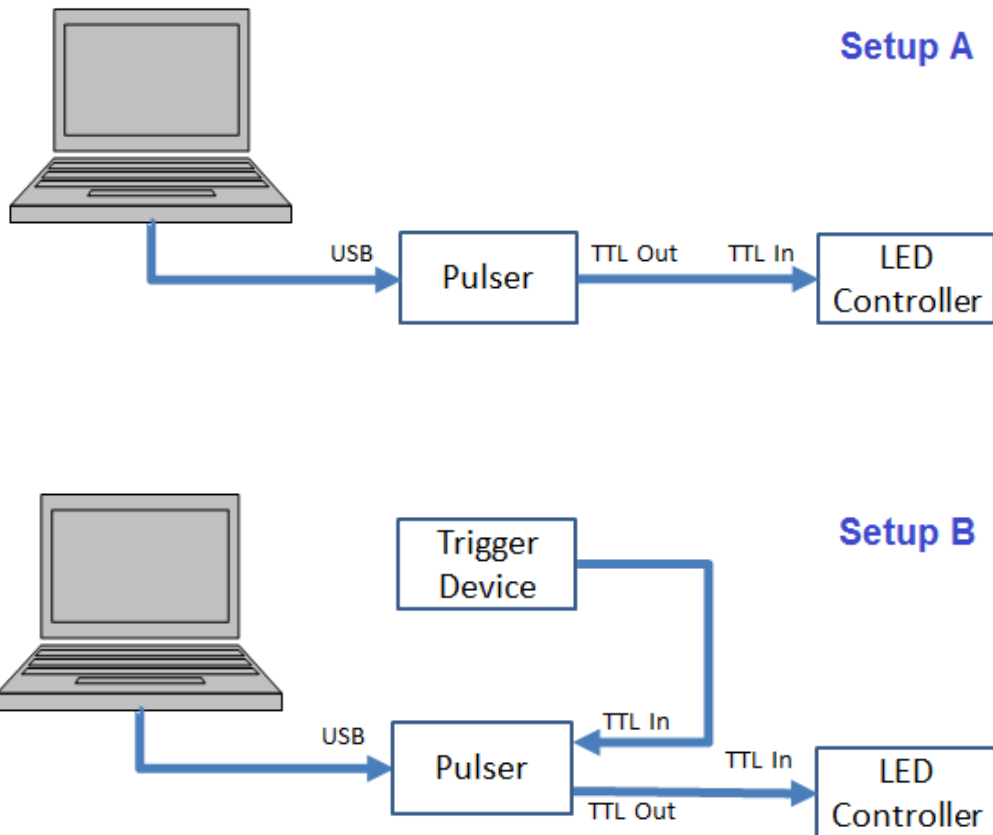 Setup A
USB
Pulser
TTL Out
TTL In
LED
Controller
Setup B
Trigger
Device
USB
Pulser
TTL In
TTL Out
TTL In
LED
Controller